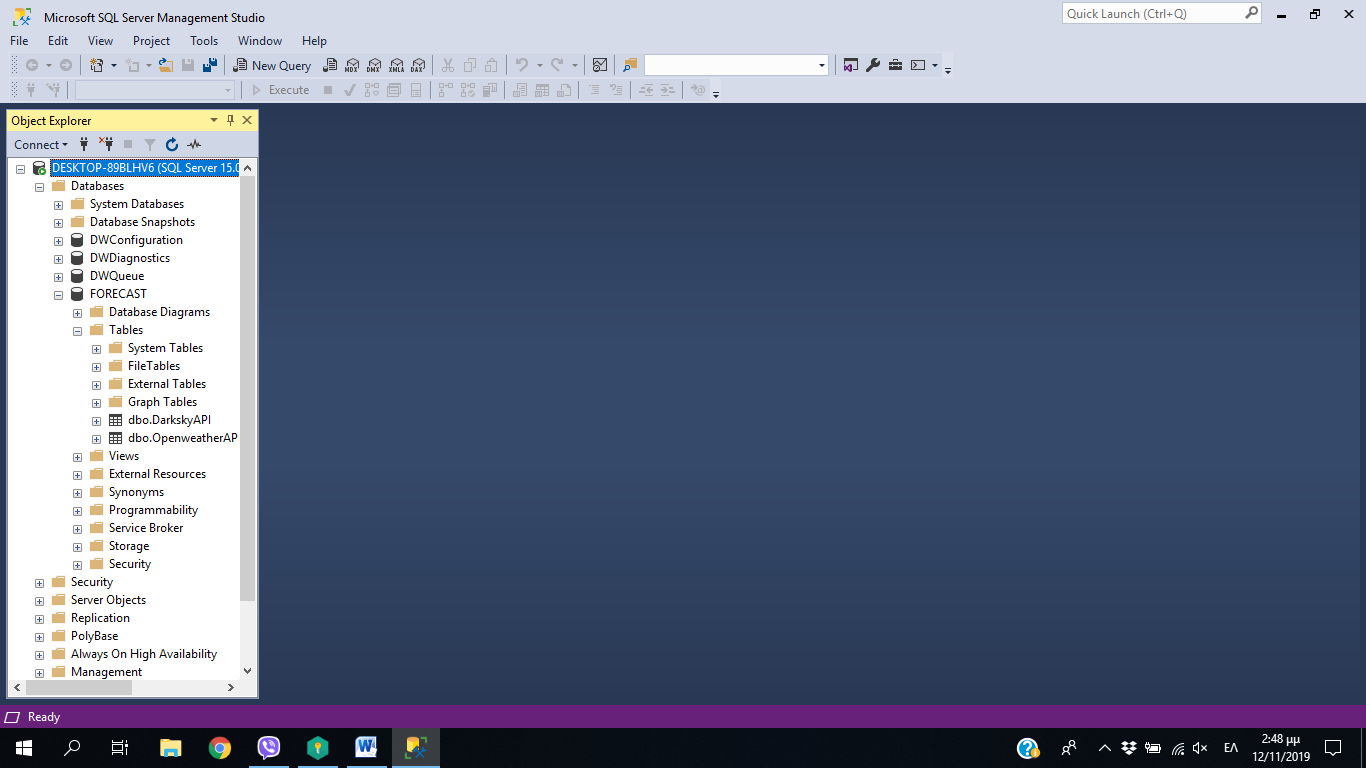 Microsoft SQL Server Management Studio
Quick Launch (Ctrl+Q)
File Edit View Project Tools Window Help
New Query MDX DMX XMLA DAX
Execute
Object Explorer
Connect
DESKTOP-89BLHV6 (SQL Server 15.0
Databases
System Databases
Database Snapshots
DWConfiguration
DWDiagnostics
DWQueue
FORECAST
Database Diagrams
Tables
System Tables
FileTables
External Tables
Graph Tables
dbo.DarkskyAPI
dbo.OpenweatherAP
Views
External Resources
Synonyms
Programmability
Service Broker
Storage
Security
Security
Server Objects
Replication
PolyBase
Always On High Availability
Management
Ready
ΕΛ
2:48 μμ
12/11/2019